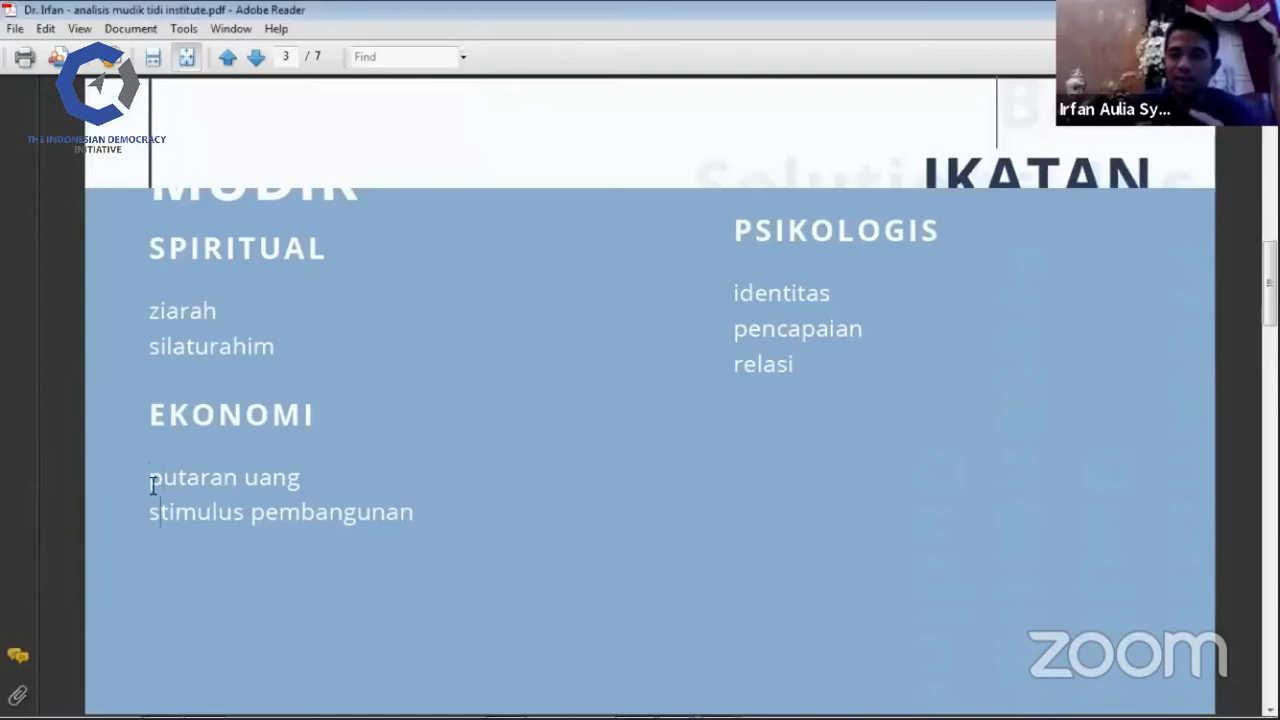 Dr. Irfan - analisis mudik tidi institute.pdf - Adobe Reader
File Edit View Document Tools Window Help
3 / 7 Find
Irfan Aulia Sy...
THE INDONESIAN DEMOCRACY
INITIATIVE
MUDIK
IKATAN
SPIRITUAL
ziarah
silaturahim
EKONOMI
putaran uang
stimulus pembangunan
PSIKOLOGIS
identitas
pencapaian
relasi
zoom